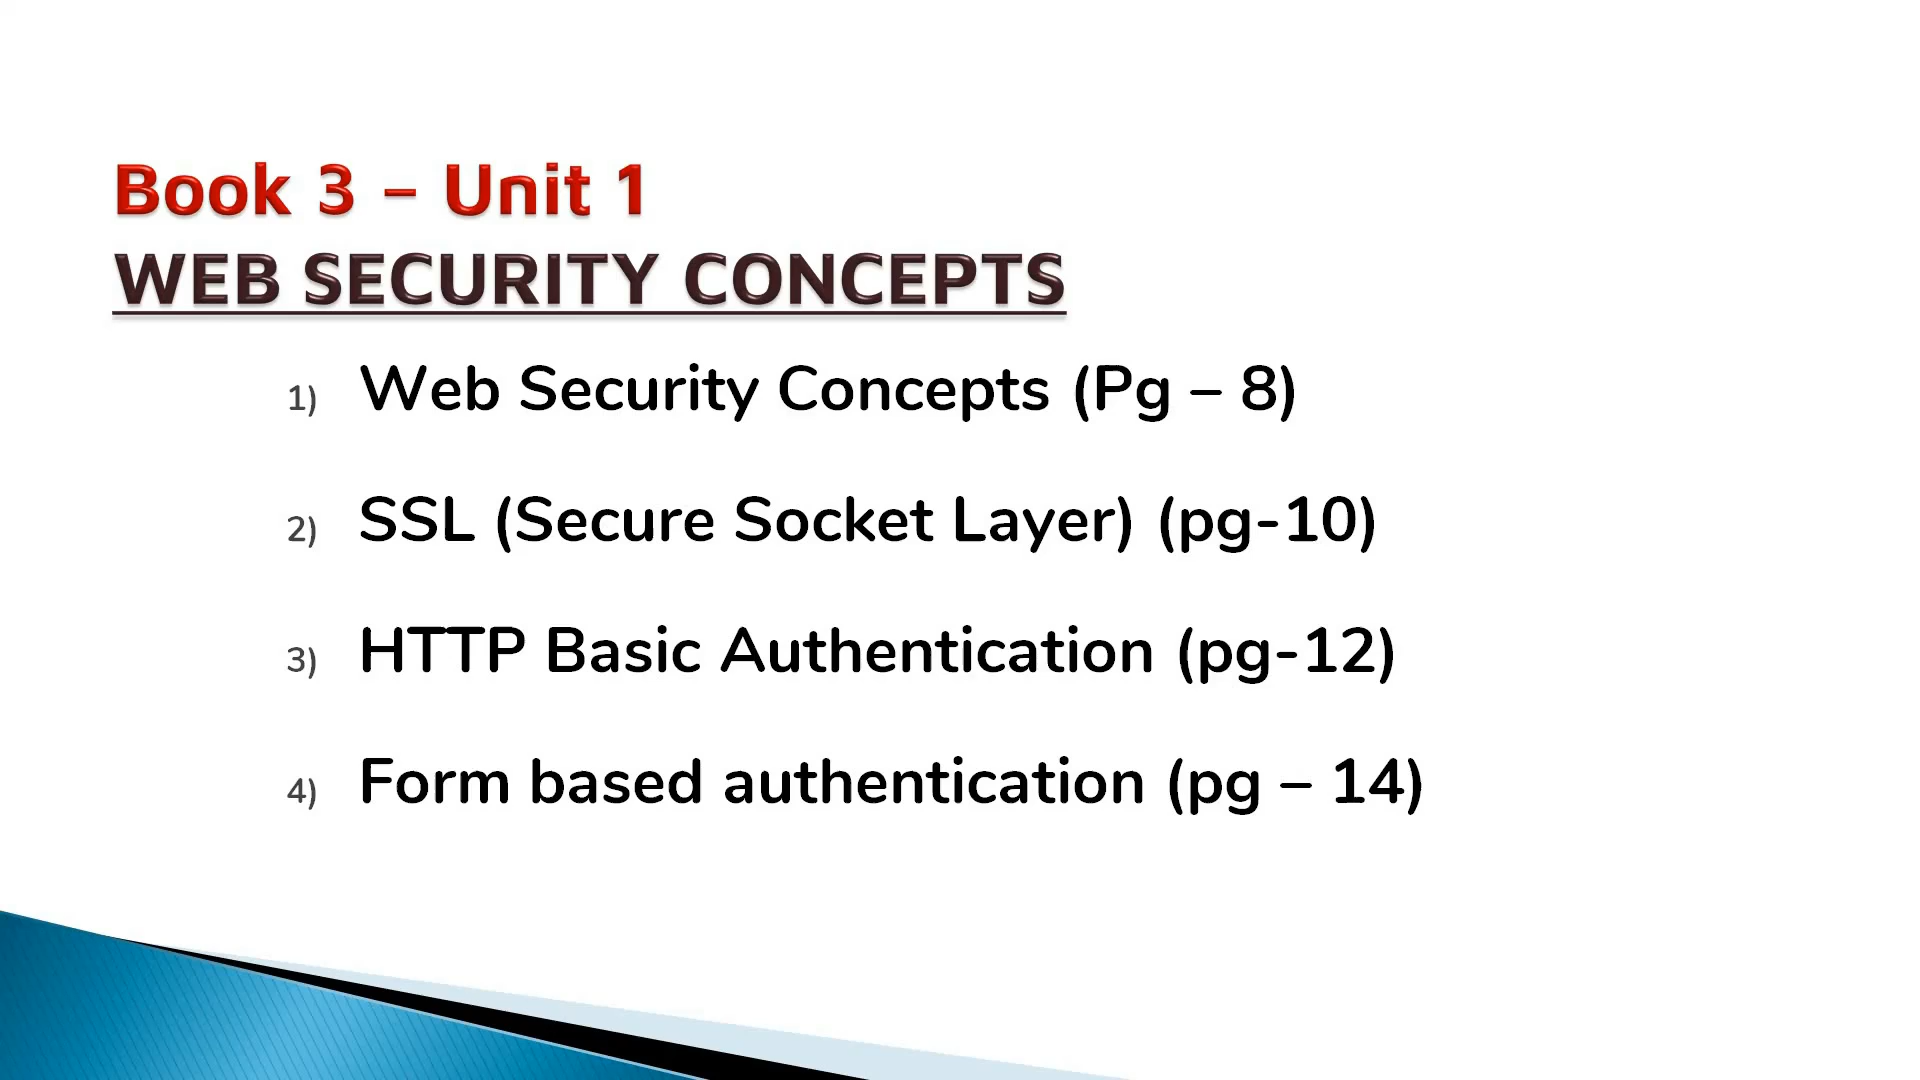 Book 3 – Unit 1
WEB SECURITY CONCEPTS
1) Web Security Concepts (Pg – 8)
2) SSL (Secure Socket Layer) (pg-10)
3) HTTP Basic Authentication (pg-12)
4) Form based authentication (pg – 14)